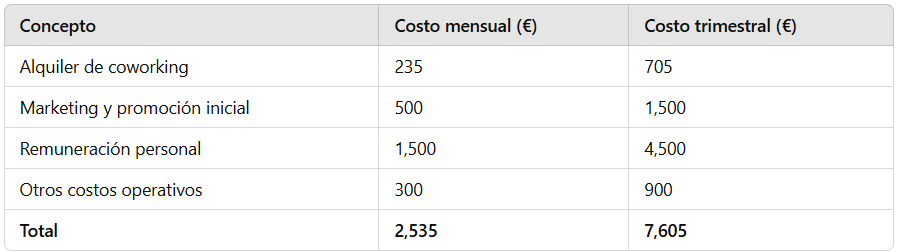 Concepto Costo mensual (€) Costo trimestral (€)
Alquiler de coworking 235 705
Marketing y promoción inicial 500 1,500
Remuneración personal 1,500 4,500
Otros costos operativos 300 900
Total 2,535 7,605